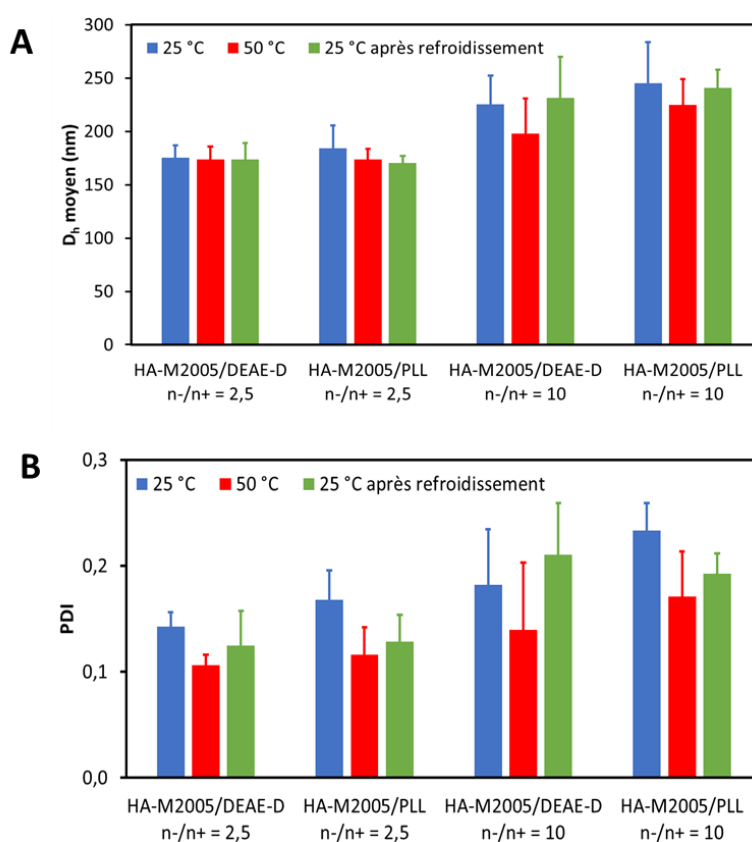 A
300
250
200
150
100
50
0
D_h moyen (nm)
25 °C 50 °C 25 °C après refroidissement
HA-M2005/DEAE-D HA-M2005/PLL HA-M2005/DEAE-D HA-M2005/PLL
n-/n+ = 2,5 n-/n+ = 2,5 n-/n+ = 10 n-/n+ = 10
B
0,3
0,2
0,1
0,0
PDI
25 °C 50 °C 25 °C après refroidissement
HA-M2005/DEAE-D HA-M2005/PLL HA-M2005/DEAE-D HA-M2005/PLL
n-/n+ = 2,5 n-/n+ = 2,5 n-/n+ = 10 n-/n+ = 10